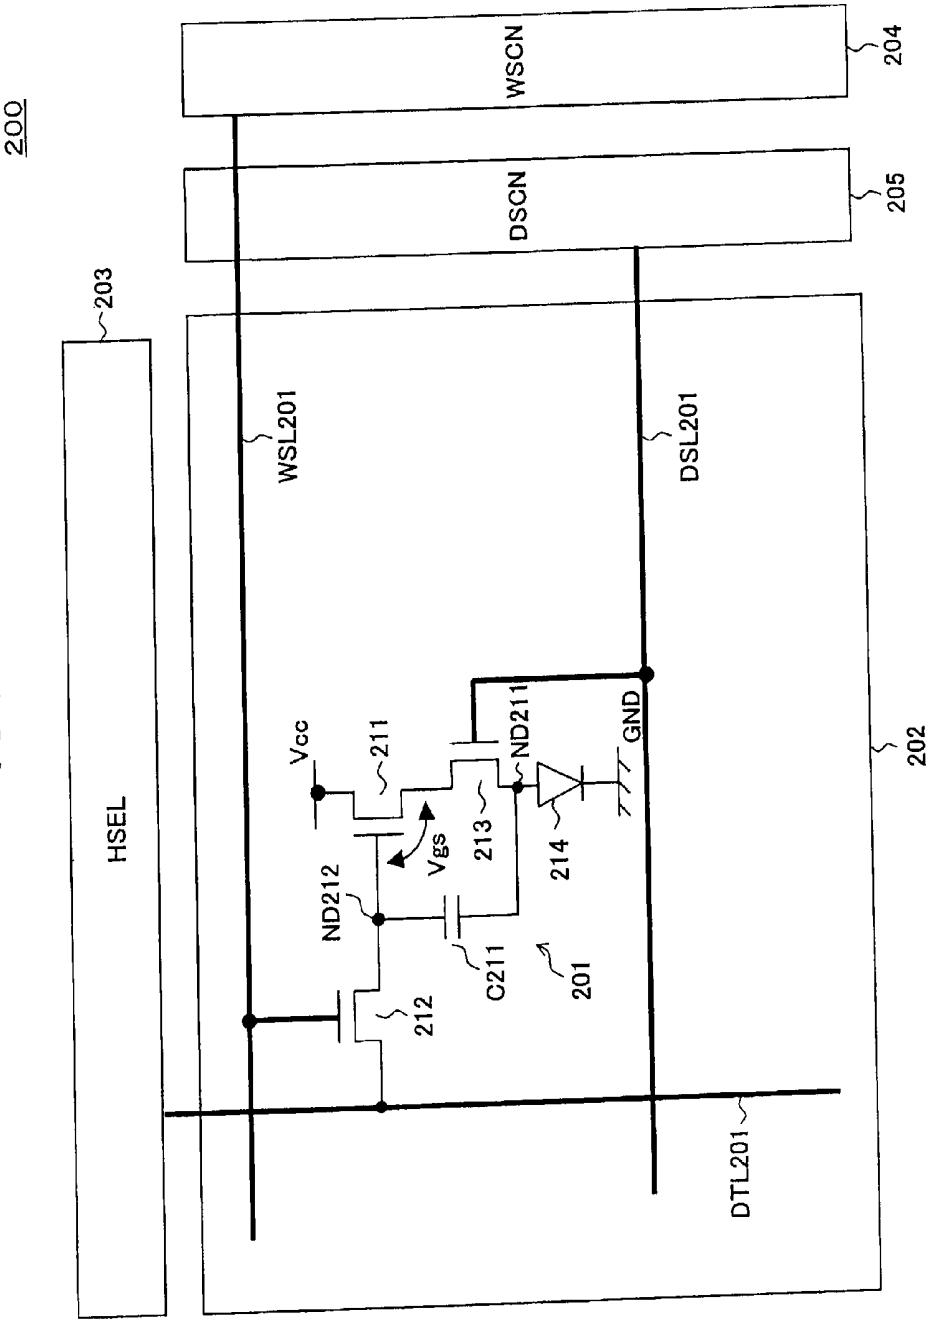 200
HSEL
203
WSCN
204
DSCN
205
WSL201
DSL201
Vcc
211
ND212
Vgs
213
ND211
GND
214
C211
212
201
DTL201
202